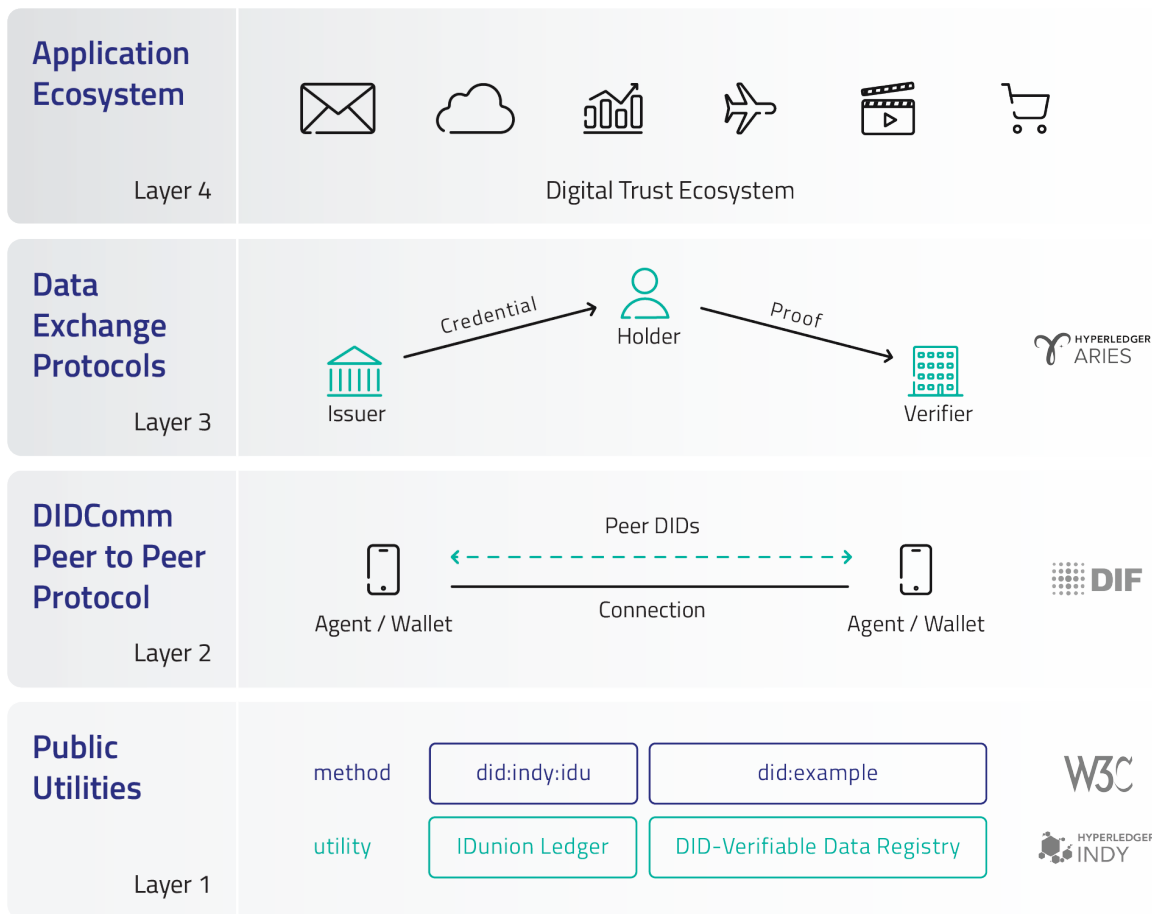 Application
Ecosystem
Layer 4
Digital Trust Ecosystem
Data
Exchange
Protocols
Layer 3
Issuer
Credential
Holder
Proof
Verifier
HYPERLEDGER
ARIES
DIDComm
Peer to Peer
Protocol
Layer 2
Peer DIDs
Connection
Agent / Wallet
Agent / Wallet
DIF
Public
Utilities
Layer 1
method
did:indy:idu
did:example
utility
IDunion Ledger
DID-Verifiable Data Registry
W3C
HYPERLEDGER
INDY